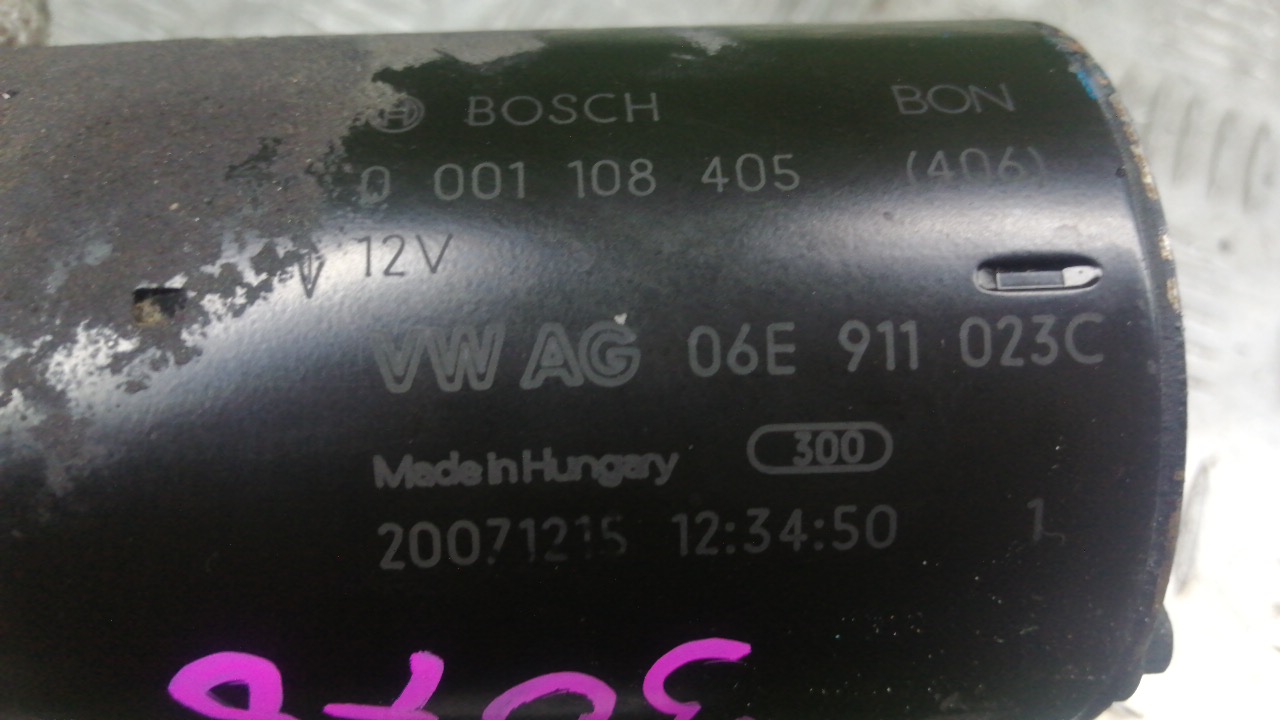 BOSCH BON
0 001 108 405 (406)
12V
VW AG 06E 911 023C
Made in Hungary 300
20071215 12:34:50 1